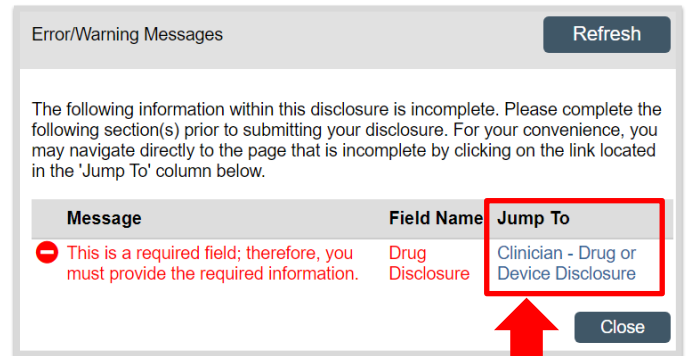 Error/Warning Messages
Refresh
The following information within this disclosure is incomplete. Please complete the
following section(s) prior to submitting your disclosure. For your convenience, you
may navigate directly to the page that is incomplete by clicking on the link located
in the 'Jump To' column below.
Message Field Name Jump To
This is a required field; therefore, you Drug Clinician - Drug or
must provide the required information. Disclosure Device Disclosure
Close